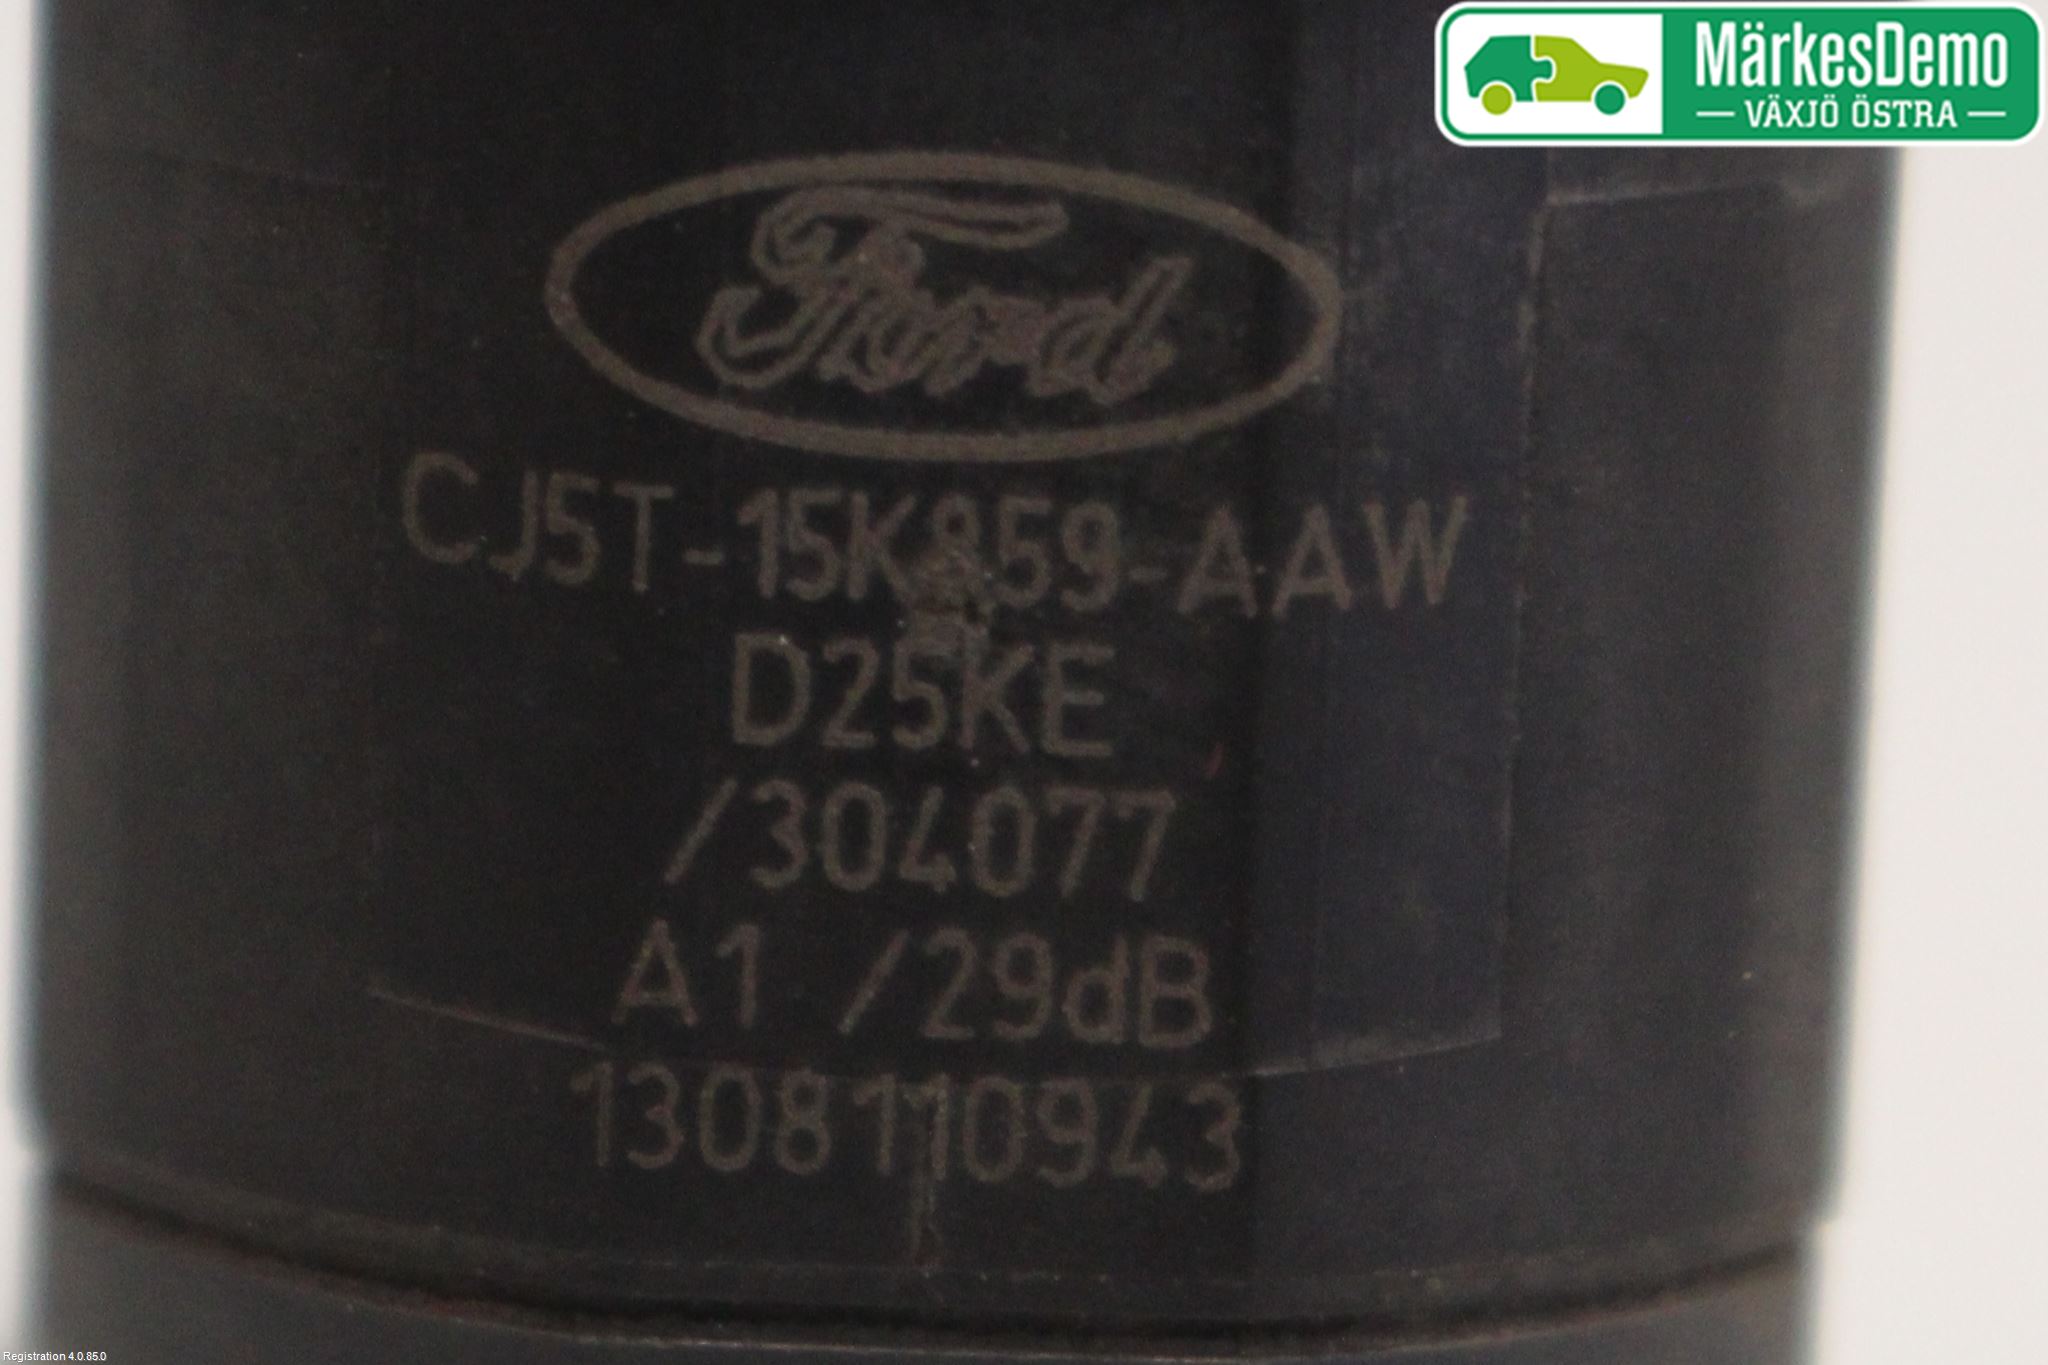 MärkesDemo
VÄXJÖ ÖSTRA
Ford
CJ5T-15K859-AAW
D25KE
/304077
A1 /29dB
1308110943
Registration 4.0.85.0